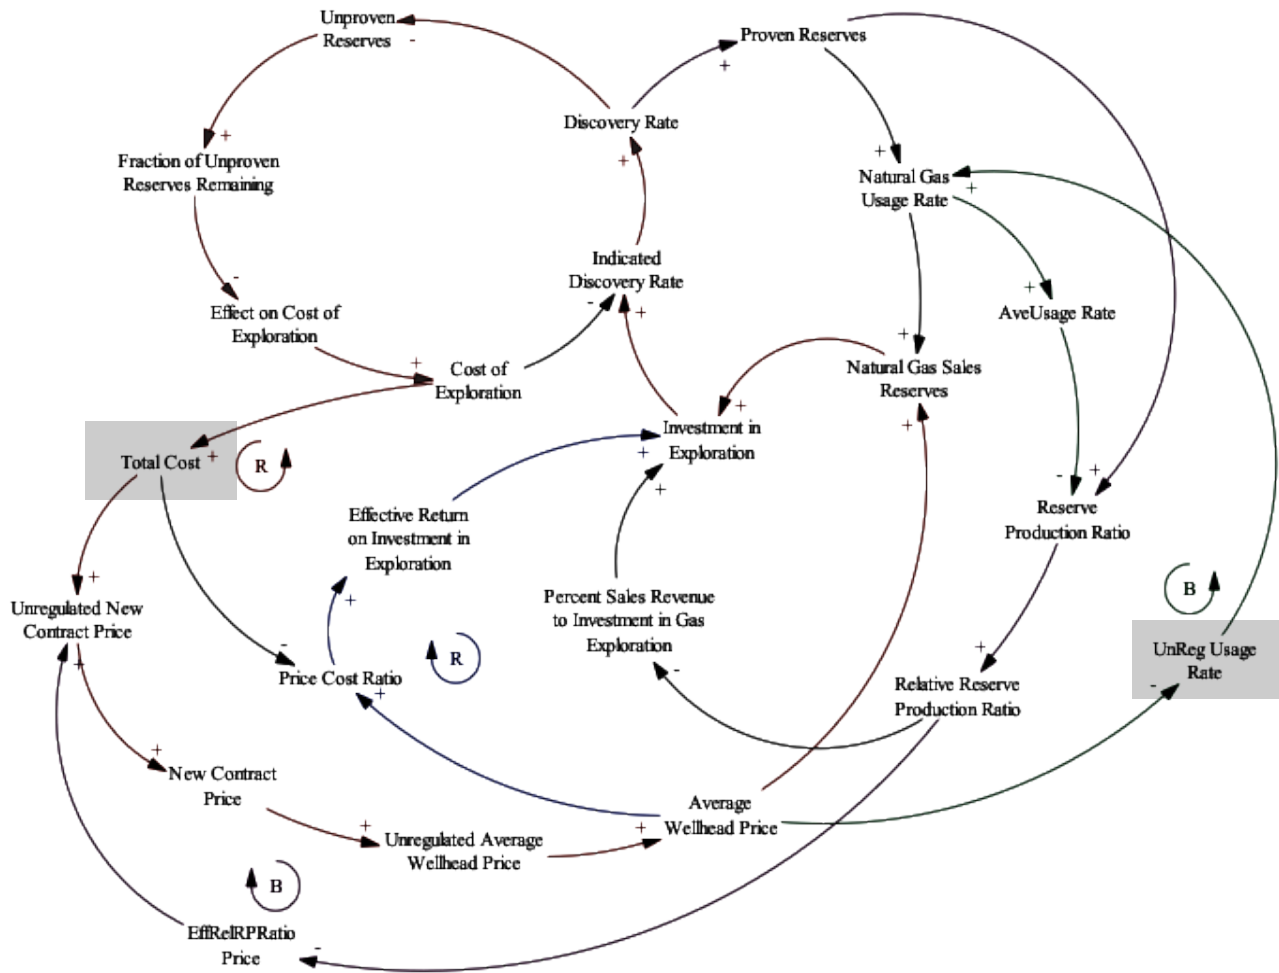 Unproven
Reserves
-
Proven Reserves
+
Discovery Rate
+
Fraction of Unproven
Reserves Remaining
+
+
Natural Gas
Usage Rate
+
Indicated
Discovery Rate
-
-
+
Effect on Cost of
Exploration
+
AveUsage Rate
+
+
Natural Gas Sales
Reserves
Cost of
Exploration
+
+
Investment in
Exploration
+
+
Total Cost
+
R
-
+
+
Effective Return
on Investment in
Exploration
Reserve
Production Ratio
+
Unregulated New
Contract Price
+
+
Percent Sales Revenue
to Investment in Gas
Exploration
B
-
+
UnReg Usage
Rate
-
Price Cost Ratio
+
R
-
Relative Reserve
Production Ratio
+
New Contract
Price
Average
Wellhead Price
+
+
Unregulated Average
Wellhead Price
B
EffRelRPRatio
Price
-